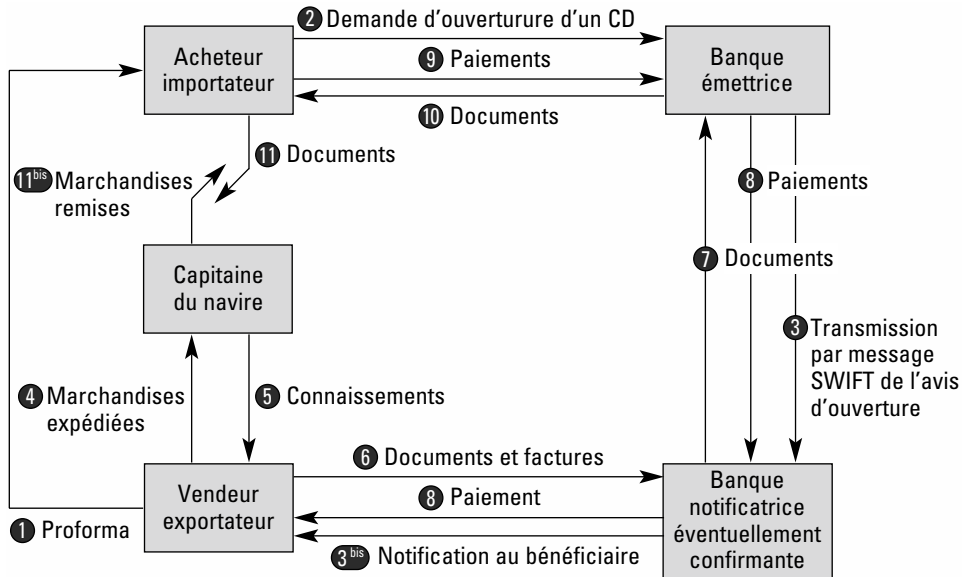 2 Demande d'ouverturure d'un CD
Acheteur
importateur
9 Paiements
Banque
émettrice
10 Documents
11 Documents
11bis Marchandises
remises
8 Paiements
Capitaine
du navire
7 Documents
3 Transmission
par message
SWIFT de l'avis
d'ouverture
4 Marchandises
expédiées
5 Connaissements
6 Documents et factures
Vendeur
exportateur
8 Paiement
Banque
notificatrice
éventuellement
confirmante
1 Proforma
3bis Notification au bénéficiaire